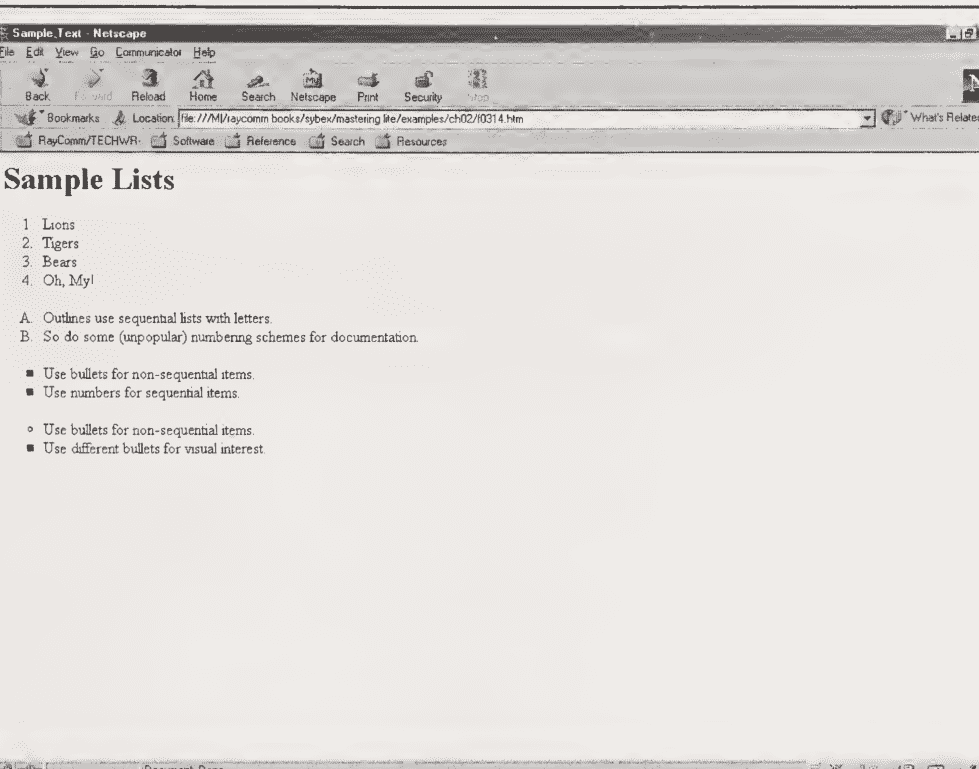 Sample Text - Netscape
File Edit View Go Communicator Help
Back Forward Reload Home Search Netscape Print Security Stop
Bookmarks Location: file:///M|/raycomm books/sybex/mastering lite/examples/ch02/f0314.htm What's Related
RayComm/TECHWR- Software Reference Search Resources
Sample Lists
1 Lions
2. Tigers
3. Bears
4. Oh, My!
A. Outlines use sequential lists with letters.
B. So do some (unpopular) numbering schemes for documentation.
Use bullets for non-sequential items.
Use numbers for sequential items.
Use bullets for non-sequential items.
Use different bullets for visual interest.
Document: Done